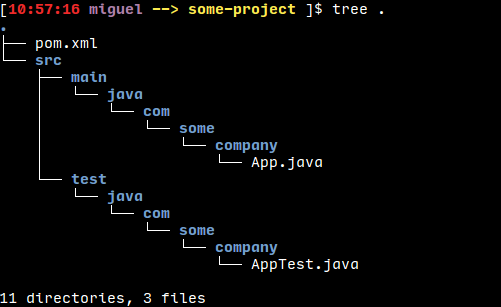 [10:57:16 miguel --> some-project ]$ tree .
.
├── pom.xml
└── src
    ├── main
    │   └── java
    │       └── com
    │           └── some
    │               └── company
    │                   └── App.java
    └── test
        └── java
            └── com
                └── some
                    └── company
                        └── AppTest.java

11 directories, 3 files